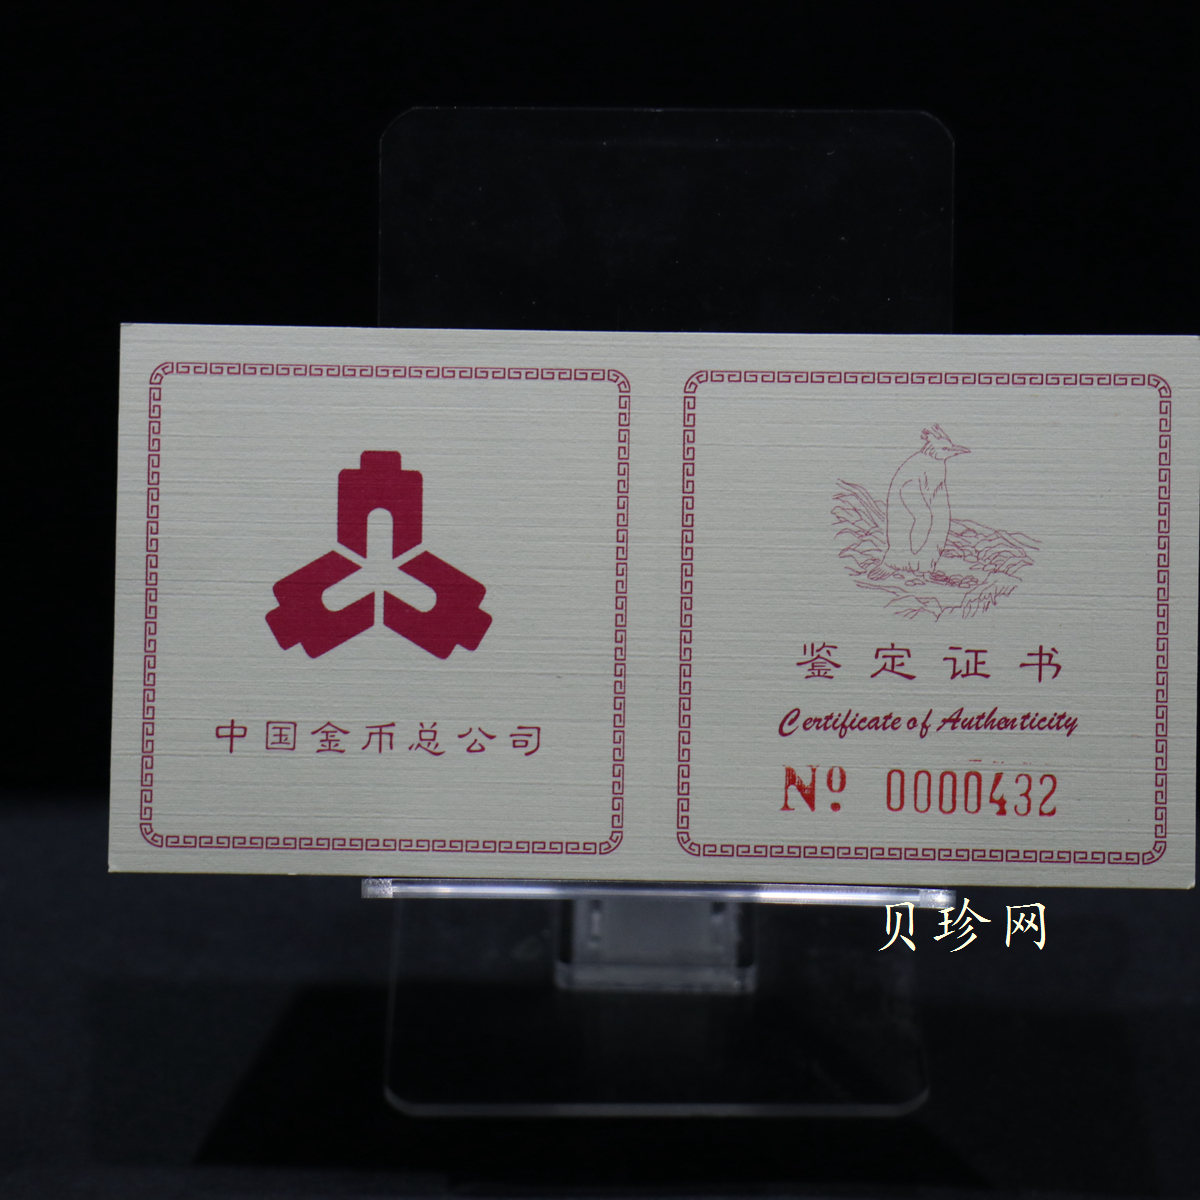 中国金币总公司
鉴定证书
Certificate of Authenticity
Nº 0000432
贝珍网